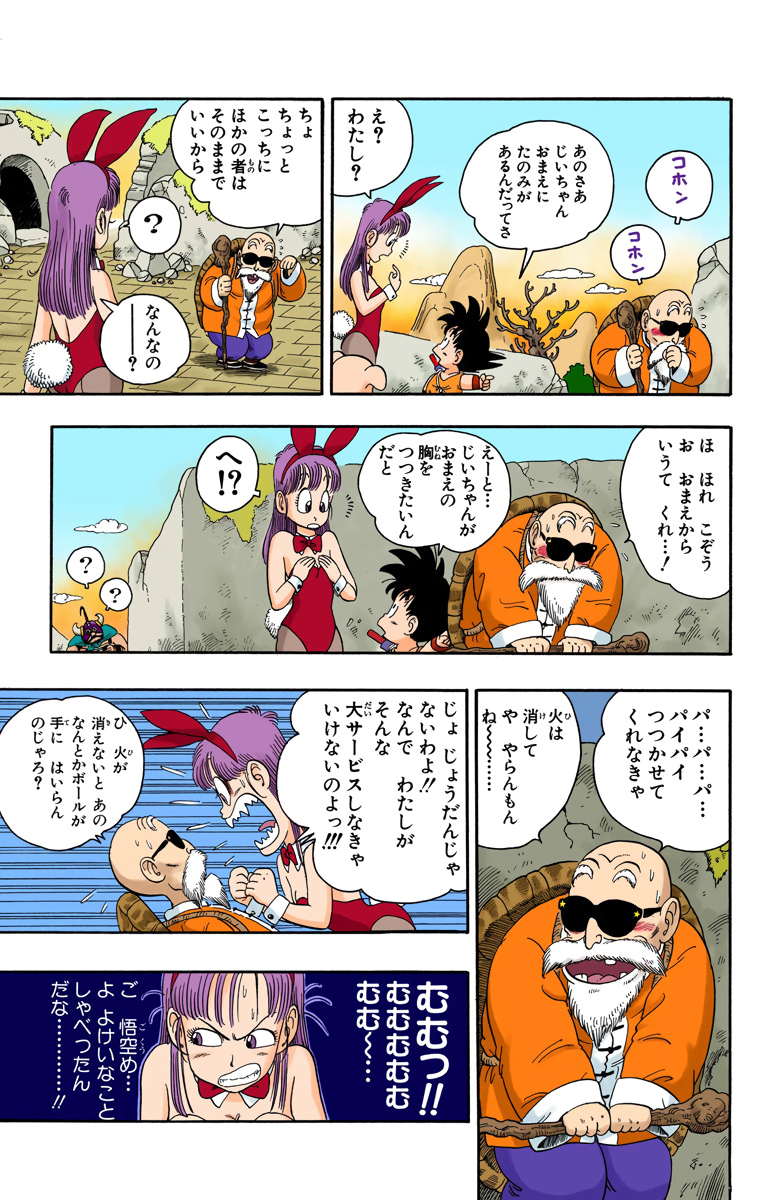 コホン
コホン
あのさあ
じいちゃん
おまえに
たのみが
あるんだってさ
え?
わたし?
ちょ
ちょっと
こっちに
ほかの者は
そのままで
いいから
?
なんなの
――?
ほ ほれ こぞう
お おまえから
いうて くれ…!
えーと…
じいちゃんが
おまえの
胸を
つつきたいん
だと
へ!?
?
?
パ…パ…パ…
パイパイ
つつかせて
くれなきゃ
火は
消して
や やらんもん
ね〜〜………
じょ じょうだんじゃ
ないわよ!!
なんで わたしが
そんな
大サービスしなきゃ
いけないのよっ!!!
ひ 火が
消えないと あの
なんとかボールが
手に はいらん
のじゃろ?
むむっ!!
むむむむむ
むむ〜…
ご 悟空め…
よ よけいなこと
しゃべったん
だな…………!!